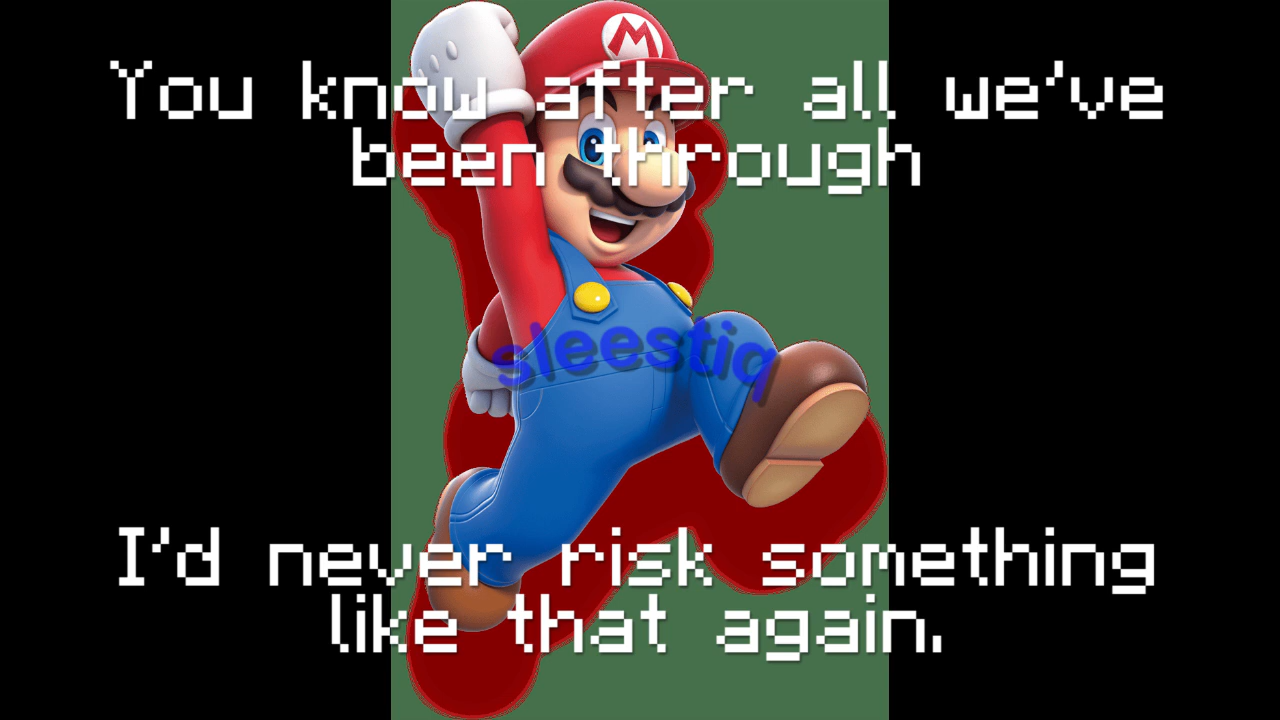 M
You know after all we've
been through
sleestiq
I'd never risk something
like that again.